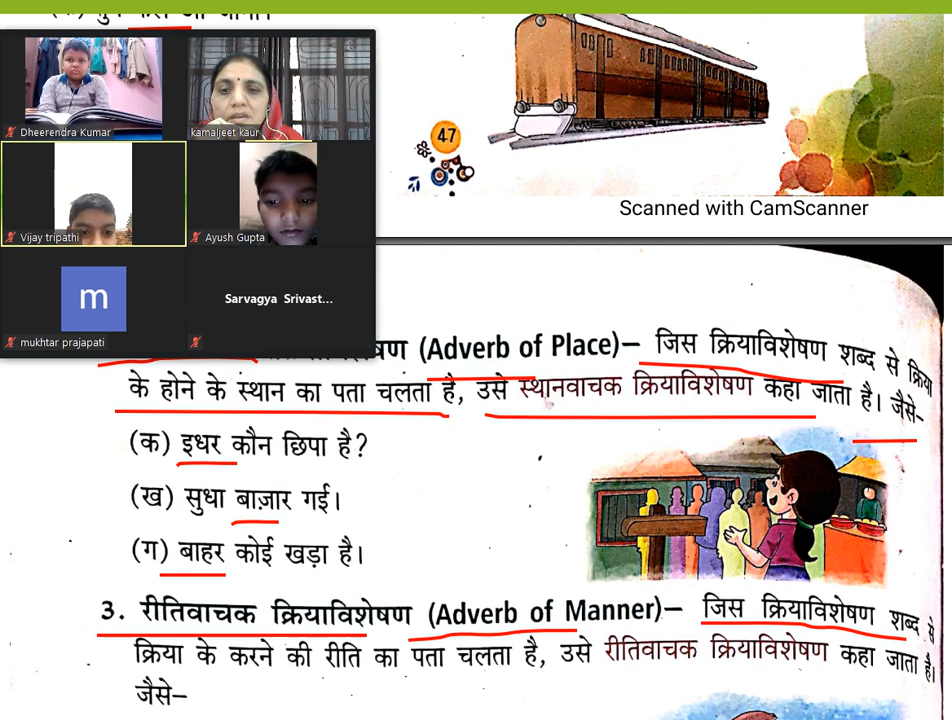 47
Scanned with CamScanner
Dheerendra Kumar
kamaljeet kaur
Vijay tripathi
Ayush Gupta
m
mukhtar prajapati
Sarvagya Srivast...
(Adverb of Place)– जिस क्रियाविशेषण शब्द से क्रिया
के होने के स्थान का पता चलता है, उसे स्थानवाचक क्रियाविशेषण कहा जाता है। जैसे–
(क) इधर कौन छिपा है?
(ख) सुधा बाज़ार गई।
(ग) बाहर कोई खड़ा है।
3. रीतिवाचक क्रियाविशेषण (Adverb of Manner)– जिस क्रियाविशेषण शब्द से
क्रिया के करने की रीति का पता चलता है, उसे रीतिवाचक क्रियाविशेषण कहा जाता है।
जैसे–